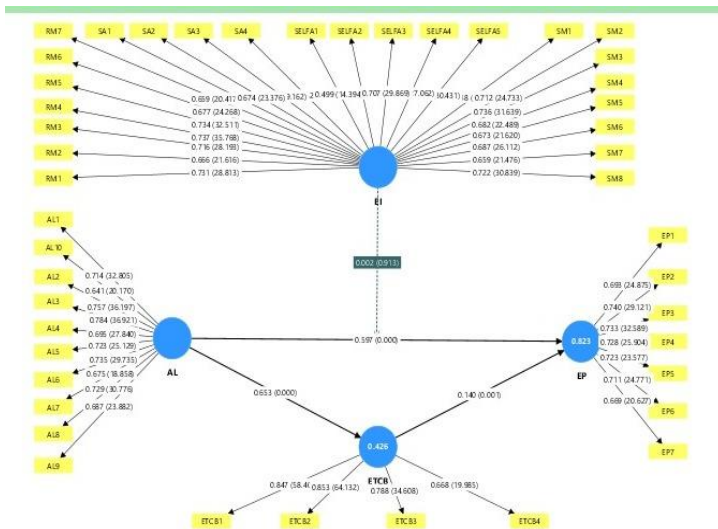 RM7 SA1 SA2 SA3 SA4 SELFA1 SELFA2 SELFA3 SELFA4 SELFA5 SM1 SM2
RM6 SM3
RM5 SM4
RM4 SM5
RM3 SM6
RM2 SM7
RM1 SM8
0.674 (23.376) 0.499 0.707 (29.869) 0.712 (24.733)
0.677 (24.268) 0.736 (31.639)
0.734 (32.511) 0.682 (22.489)
0.737 (35.768) 0.673 (21.620)
0.716 (28.193) 0.687 (26.112)
0.666 (21.616) 0.659 (21.476)
0.731 (28.813) 0.722 (30.839)
EI
0.002 (0.913)
AL1
AL10
AL2
AL3
AL4
AL5
AL6
AL7
AL8
AL9
0.714 (32.805)
0.641 (20.170)
0.757 (36.197)
0.784 (36.921)
0.695 (27.840)
0.723 (25.129)
0.735 (29.735)
0.675 (18.858)
0.729 (30.776)
0.687 (23.882)
AL
0.597 (0.000)
0.653 (0.000)
0.140 (0.001)
0.823
EP
EP1
EP2
EP3
EP4
EP5
EP6
EP7
0.693 (24.875)
0.740 (29.121)
0.733 (32.589)
0.728 (25.904)
0.723 (23.577)
0.711 (24.771)
0.669 (20.627)
0.426
ETCB
0.847 0.853 (64.132) 0.788 (34.608) 0.668 (19.985)
ETCB1 ETCB2 ETCB3 ETCB4